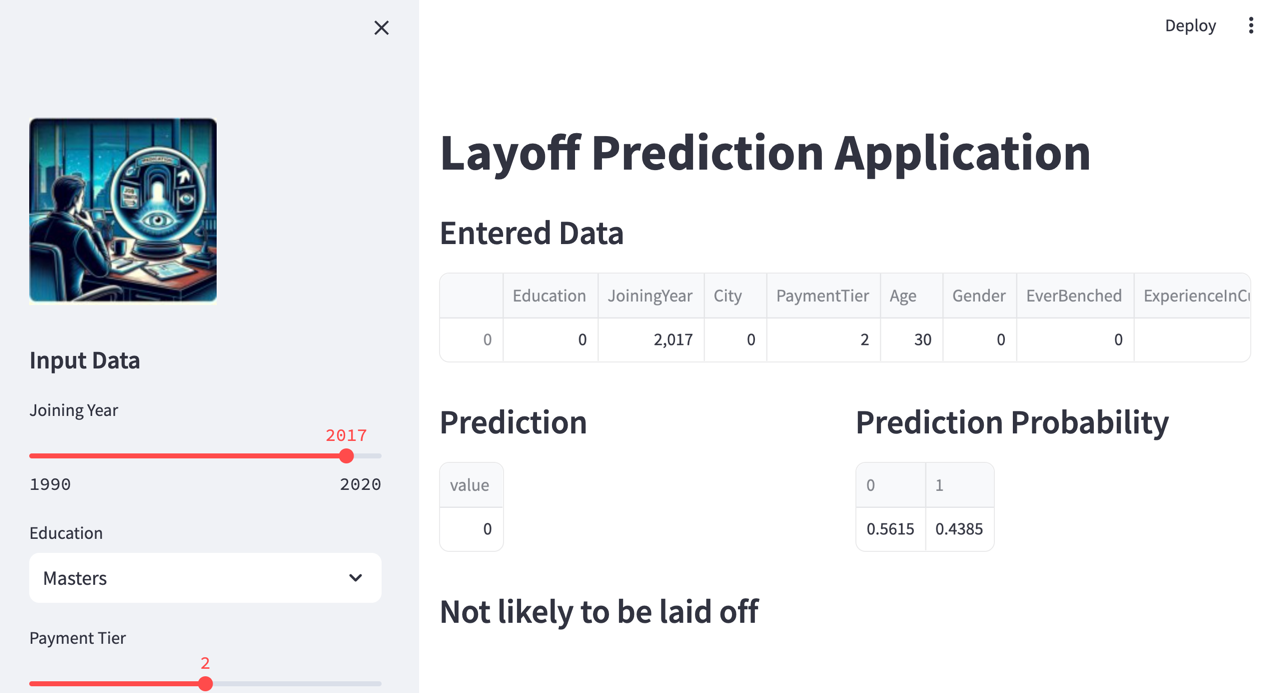 Deploy
Input Data
Joining Year
2017
1990 2020
Education
Masters
Payment Tier
2
Layoff Prediction Application
Entered Data
Education JoiningYear City PaymentTier Age Gender EverBenched ExperienceInCu
0 0 2,017 0 2 30 0 0
Prediction
value
0
Prediction Probability
0 1
0.5615 0.4385
Not likely to be laid off